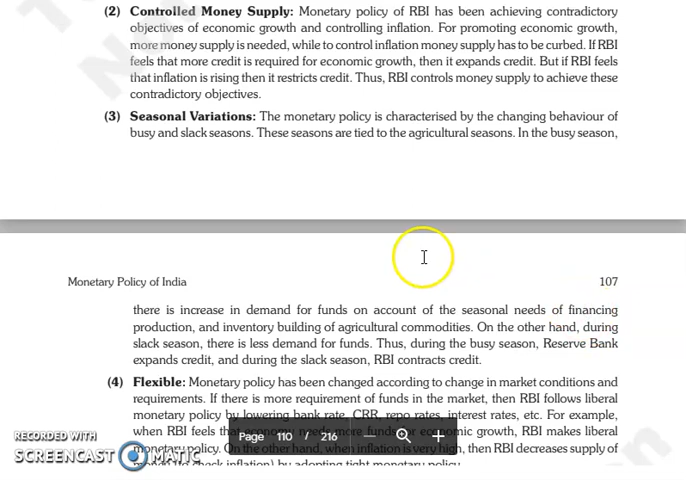 (2) Controlled Money Supply: Monetary policy of RBI has been achieving contradictory
objectives of economic growth and controlling inflation. For promoting economic growth,
more money supply is needed, while to control inflation money supply has to be curbed. If RBI
feels that more credit is required for economic growth, then it expands credit. But if RBI feels
that inflation is rising then it restricts credit. Thus, RBI controls money supply to achieve these
contradictory objectives.
(3) Seasonal Variations: The monetary policy is characterised by the changing behaviour of
busy and slack seasons. These seasons are tied to the agricultural seasons. In the busy season,
Monetary Policy of India 107
there is increase in demand for funds on account of the seasonal needs of financing
production, and inventory building of agricultural commodities. On the other hand, during
slack season, there is less demand for funds. Thus, during the busy season, Reserve Bank
expands credit, and during the slack season, RBI contracts credit.
(4) Flexible: Monetary policy has been changed according to change in market conditions and
requirements. If there is more requirement of funds in the market, then RBI follows liberal
monetary policy by lowering bank rate, CRR, repo rates, interest rates, etc. For example,
when RBI feels that economy needs more funds for economic growth, RBI makes liberal
monetary policy. On the other hand, when inflation is very high, then RBI decreases supply of
money (to check inflation) by adopting tight monetary policy.
Page 110 / 216
RECORDED WITH
SCREENCAST MATIC